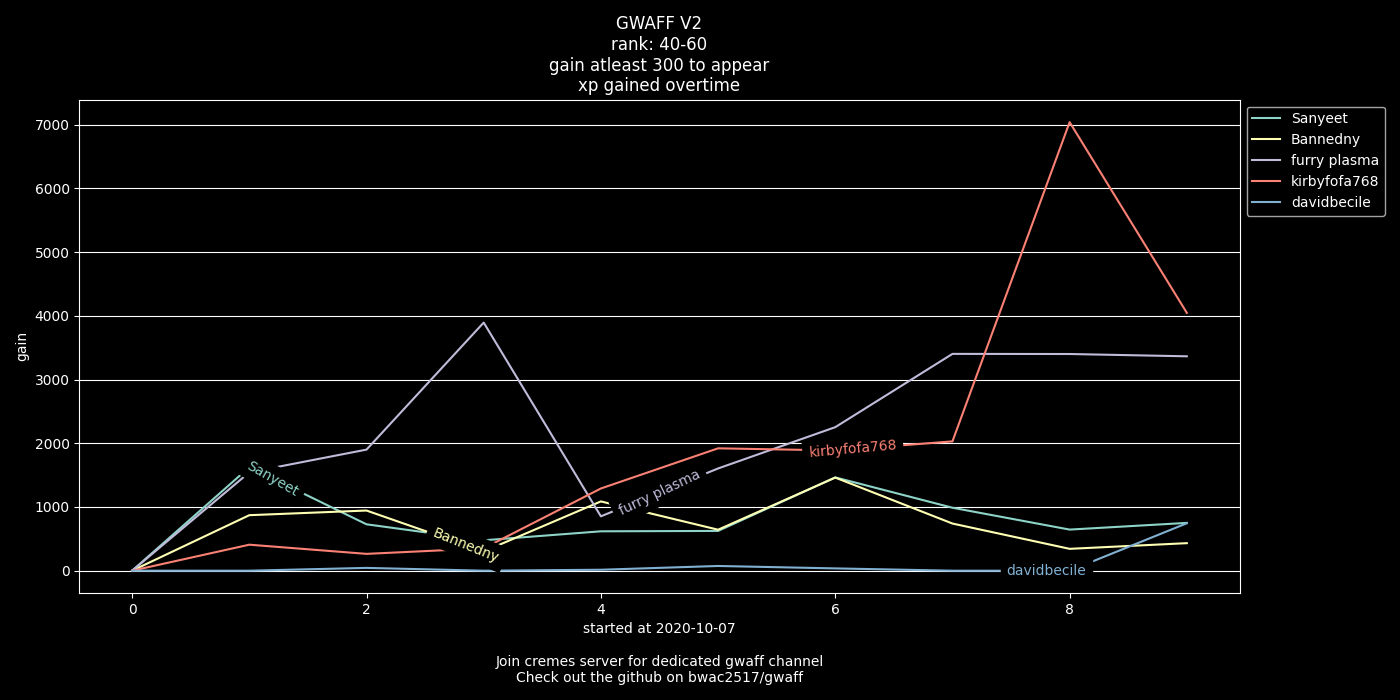 GWAFF V2
rank: 40-60
gain atleast 300 to appear
xp gained overtime
7000
6000
5000
4000
3000
2000
1000
0
gain
0 2 4 6 8
started at 2020-10-07
Sanyeet
Bannedny
furry plasma
kirbyfofa768
davidbecile
Sanyeet
Bannedny
furry plasma
kirbyfofa768
davidbecile
Join cremes server for dedicated gwaff channel
Check out the github on bwac2517/gwaff